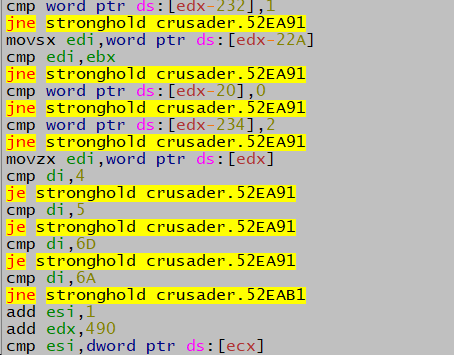 cmp word ptr ds:[edx-232],1
jne stronghold crusader.52EA91
movsx edi,word ptr ds:[edx-22A]
cmp edi,ebx
jne stronghold crusader.52EA91
cmp word ptr ds:[edx-20],0
jne stronghold crusader.52EA91
cmp word ptr ds:[edx-234],2
jne stronghold crusader.52EA91
movzx edi,word ptr ds:[edx]
cmp di,4
je stronghold crusader.52EA91
cmp di,5
je stronghold crusader.52EA91
cmp di,6D
je stronghold crusader.52EA91
cmp di,6A
jne stronghold crusader.52EAB1
add esi,1
add edx,490
cmp esi,dword ptr ds:[ecx]